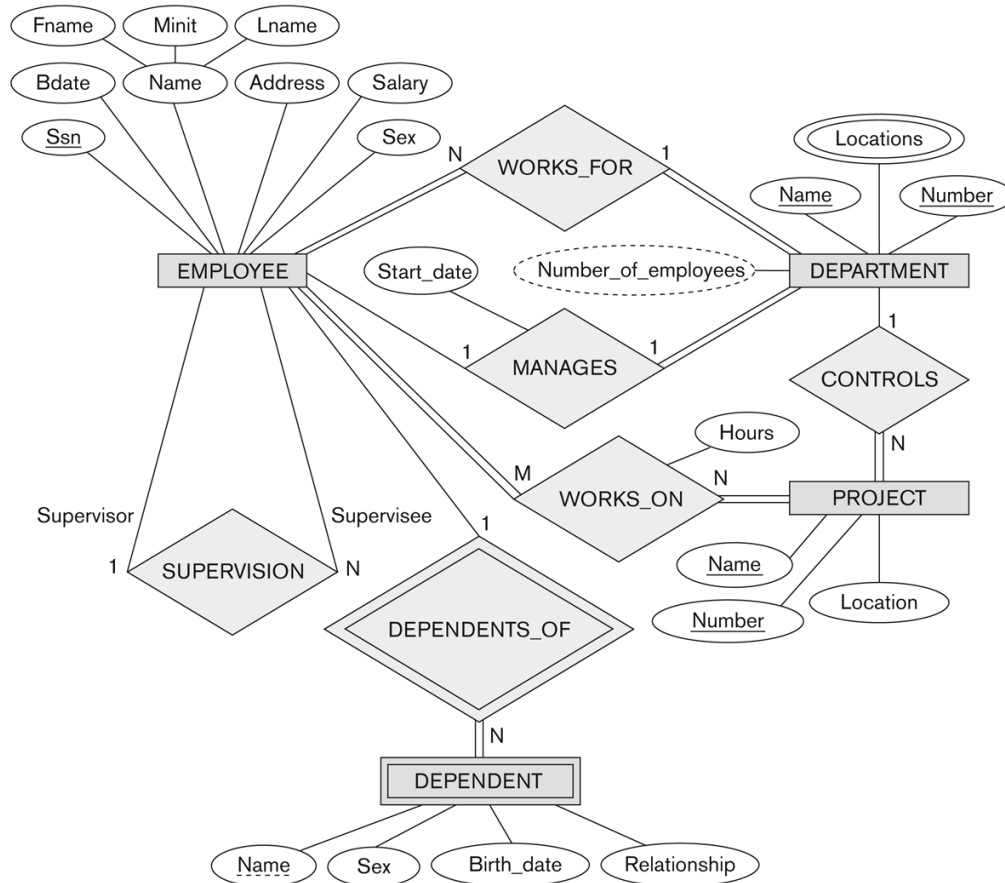 Fname
Minit
Lname
Bdate
Name
Address
Salary
Ssn
Sex
N
WORKS_FOR
1
Locations
Name
Number
EMPLOYEE
Start_date
Number_of_employees
DEPARTMENT
1
MANAGES
1
1
CONTROLS
N
Hours
M
WORKS_ON
N
PROJECT
Supervisor
Supervisee
1
SUPERVISION
N
1
Name
Number
Location
DEPENDENTS_OF
N
DEPENDENT
Name
Sex
Birth_date
Relationship